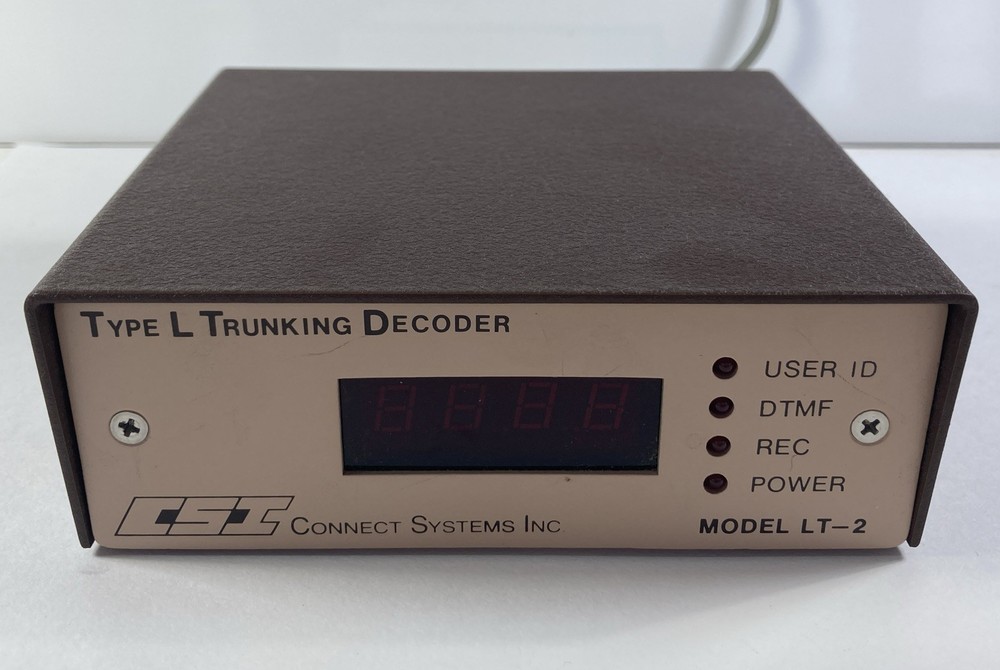 TYPE L TRUNKING DECODER
USER ID
DTMF
REC
POWER
CSI CONNECT SYSTEMS INC
MODEL LT-2